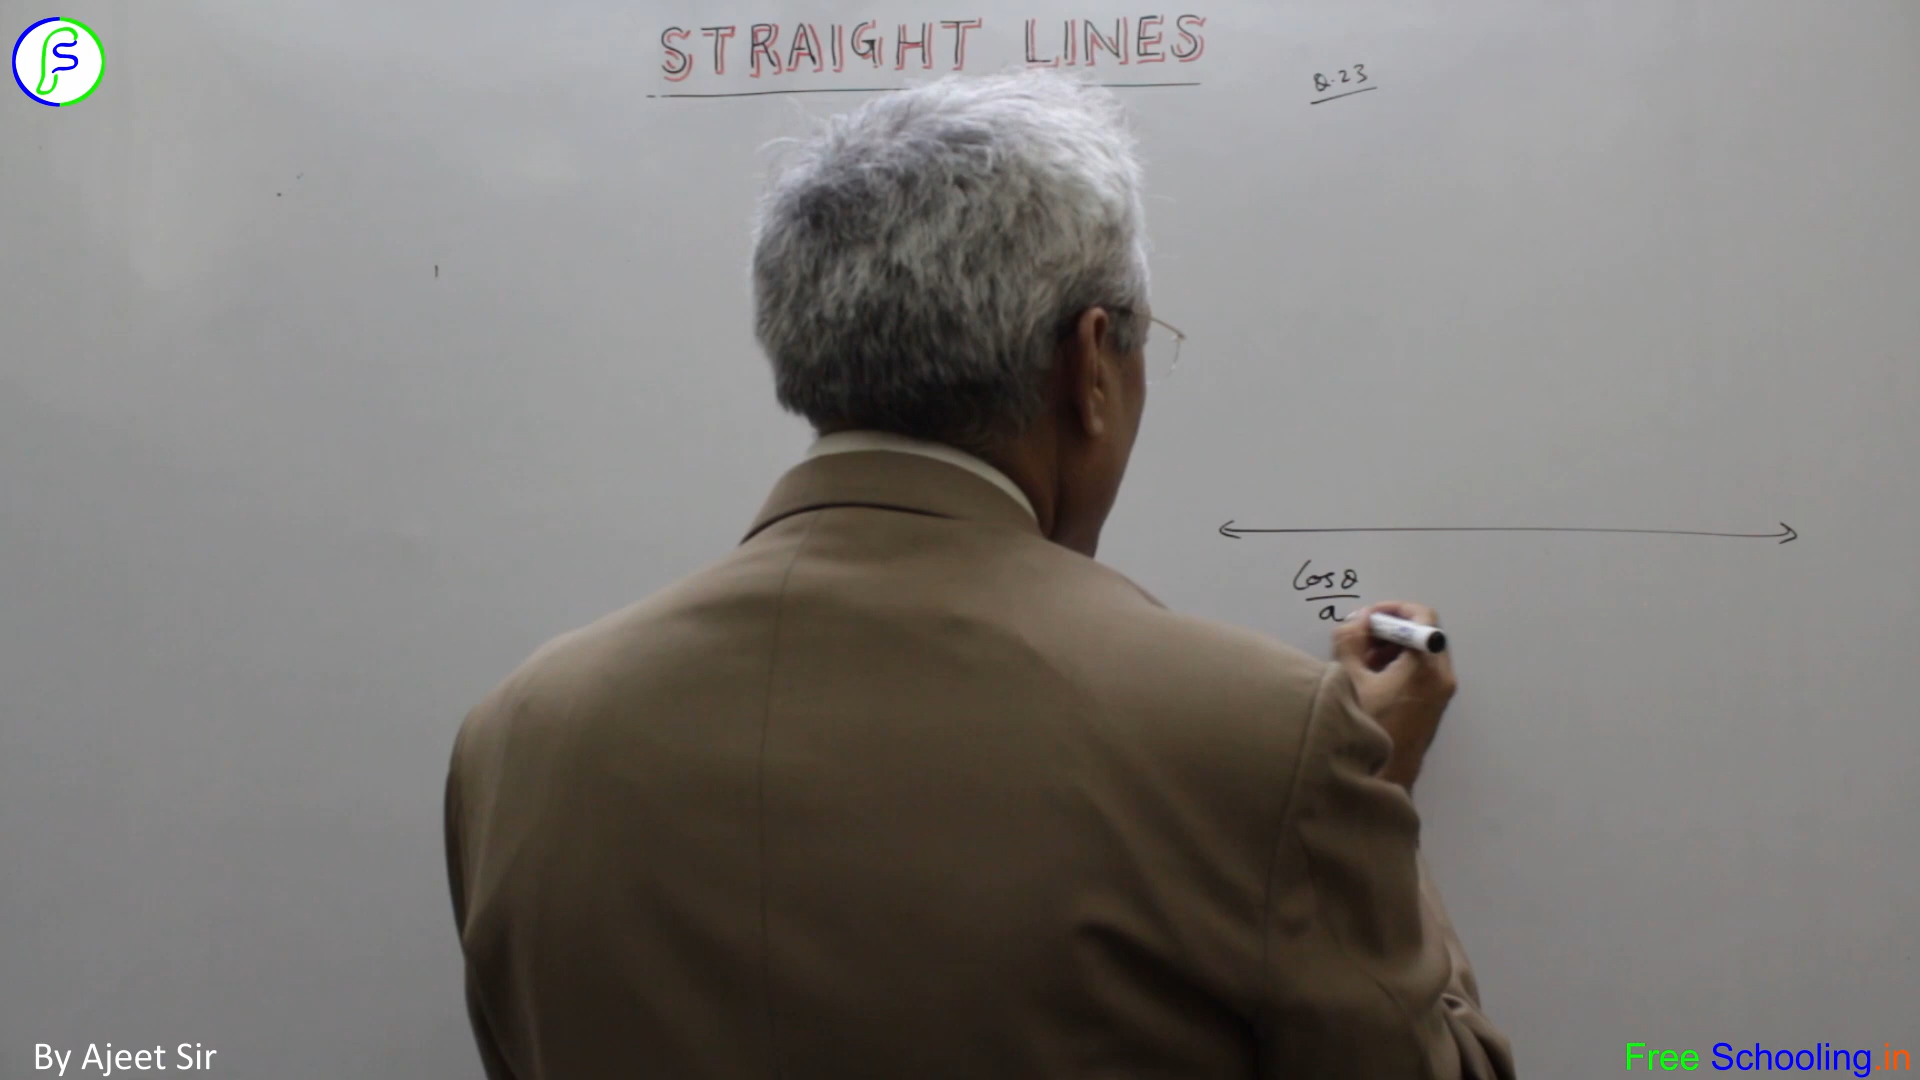 STRAIGHT LINES
Q.23
Cosθ
a
By Ajeet Sir
Free Schooling.in